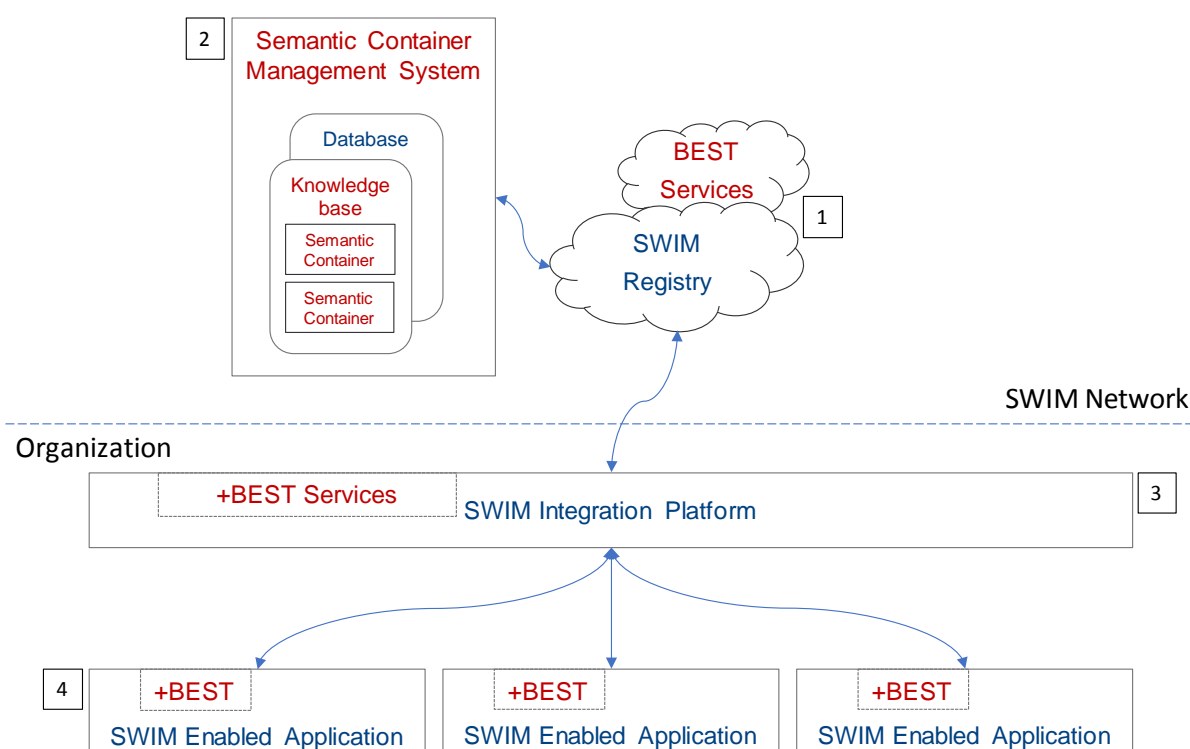 2
Semantic Container
Management System
Database
Knowledge
base
Semantic
Container
Semantic
Container
BEST
Services
1
SWIM
Registry
SWIM Network
Organization
+BEST Services
SWIM Integration Platform
3
4
+BEST
SWIM Enabled Application
+BEST
SWIM Enabled Application
+BEST
SWIM Enabled Application